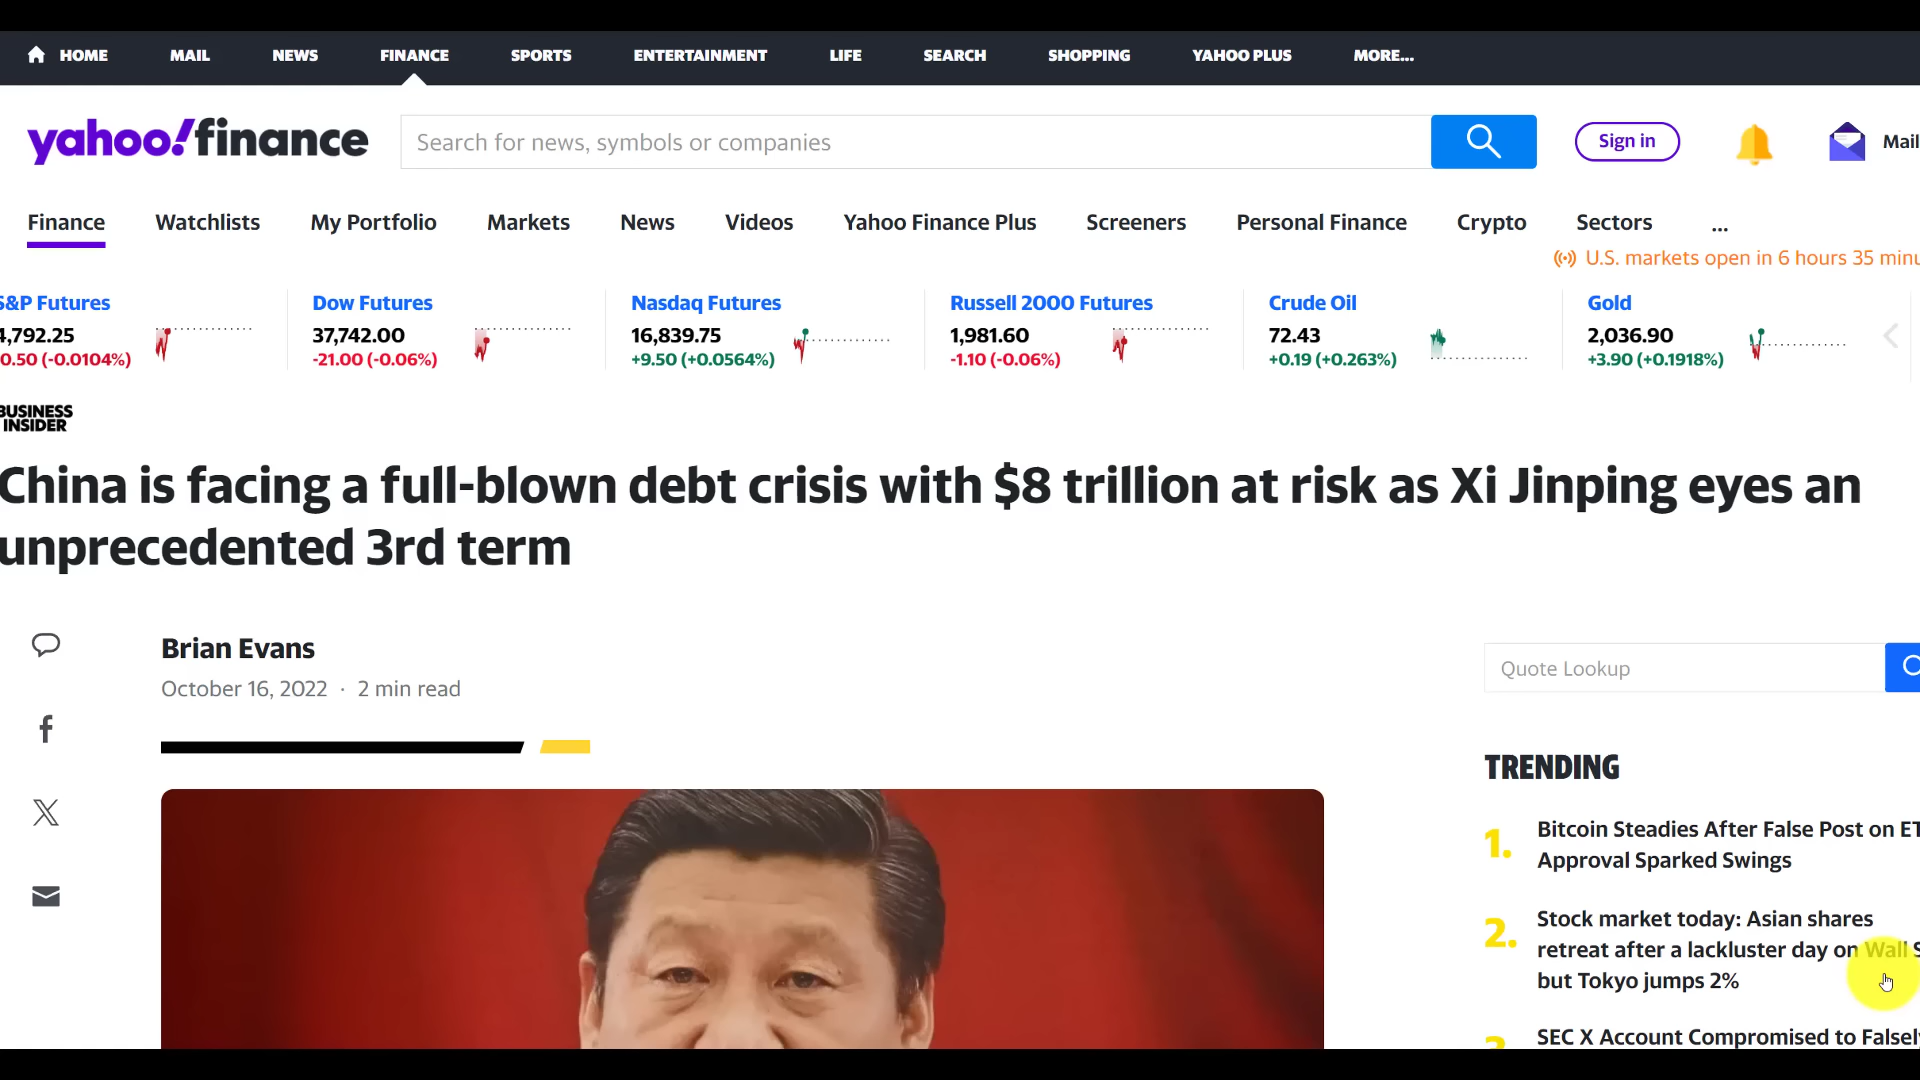 HOME MAIL NEWS FINANCE SPORTS ENTERTAINMENT LIFE SEARCH SHOPPING YAHOO PLUS MORE...
yahoo!finance Search for news, symbols or companies Sign in Mail
Finance Watchlists My Portfolio Markets News Videos Yahoo Finance Plus Screeners Personal Finance Crypto Sectors ...
U.S. markets open in 6 hours 35 minu
S&P Futures Dow Futures Nasdaq Futures Russell 2000 Futures Crude Oil Gold
4,792.25 37,742.00 16,839.75 1,981.60 72.43 2,036.90
0.50 (-0.0104%) -21.00 (-0.06%) +9.50 (+0.0564%) -1.10 (-0.06%) +0.19 (+0.263%) +3.90 (+0.1918%)
BUSINESS
INSIDER
China is facing a full-blown debt crisis with $8 trillion at risk as Xi Jinping eyes an
unprecedented 3rd term
Brian Evans
October 16, 2022 · 2 min read
Quote Lookup
TRENDING
1. Bitcoin Steadies After False Post on ET
Approval Sparked Swings
2. Stock market today: Asian shares
retreat after a lackluster day on Wall S
but Tokyo jumps 2%
3. SEC X Account Compromised to Falsely